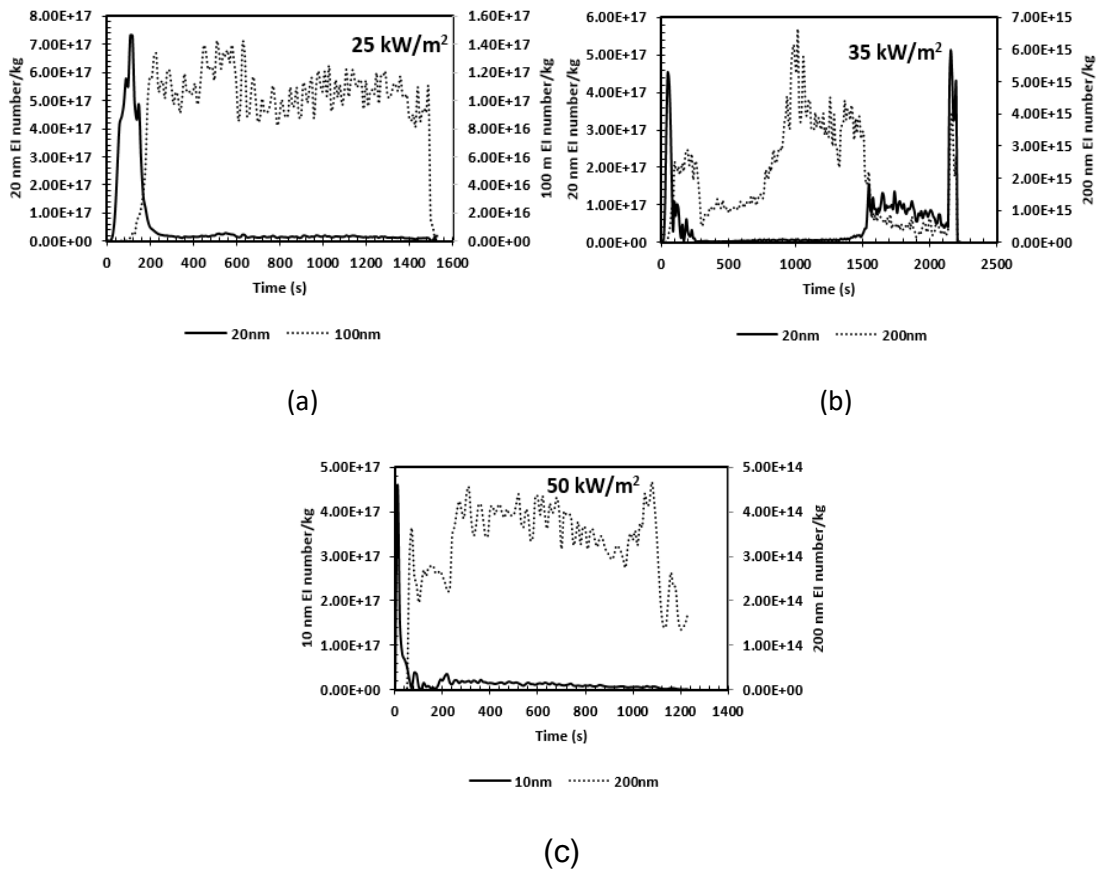 25 kW/m²
20 nm EI number/kg
8.00E+17
7.00E+17
6.00E+17
5.00E+17
4.00E+17
3.00E+17
2.00E+17
1.00E+17
0.00E+00
1.60E+17
1.40E+17
1.20E+17
1.00E+17
8.00E+16
6.00E+16
4.00E+16
2.00E+16
0.00E+00
100 m EI number/kg
0 200 400 600 800 1000 1200 1400 1600
Time (s)
20nm 100nm
(a)
35 kW/m²
20 nm EI number/kg
6.00E+17
5.00E+17
4.00E+17
3.00E+17
2.00E+17
1.00E+17
0.00E+00
7.00E+15
6.00E+15
5.00E+15
4.00E+15
3.00E+15
2.00E+15
1.00E+15
0.00E+00
200 nm EI number/kg
0 500 1000 1500 2000 2500
Time (s)
20nm 200nm
(b)
50 kW/m²
10 nm EI number/kg
5.00E+17
4.00E+17
3.00E+17
2.00E+17
1.00E+17
0.00E+00
5.00E+14
4.00E+14
3.00E+14
2.00E+14
1.00E+14
0.00E+00
200 nm EI number/kg
0 200 400 600 800 1000 1200 1400
Time (s)
10nm 200nm
(c)